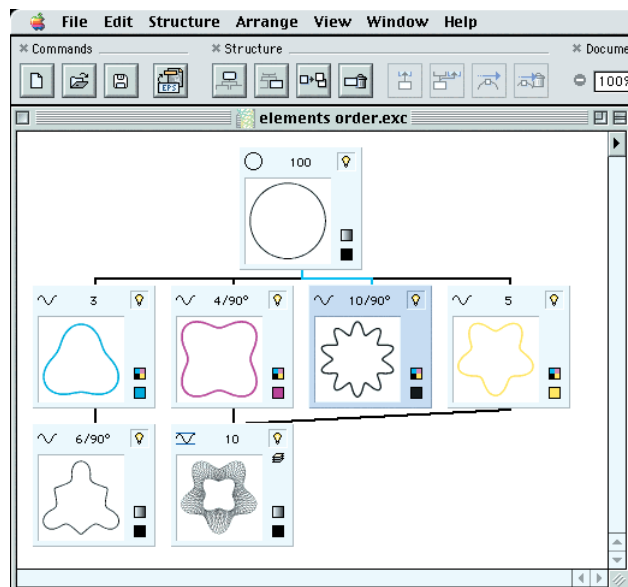 File Edit Structure Arrange View Window Help
Commands Structure Docume
EPS 100%
elements order.exc
100
3 4/90° 10/90° 5
6/90° 10